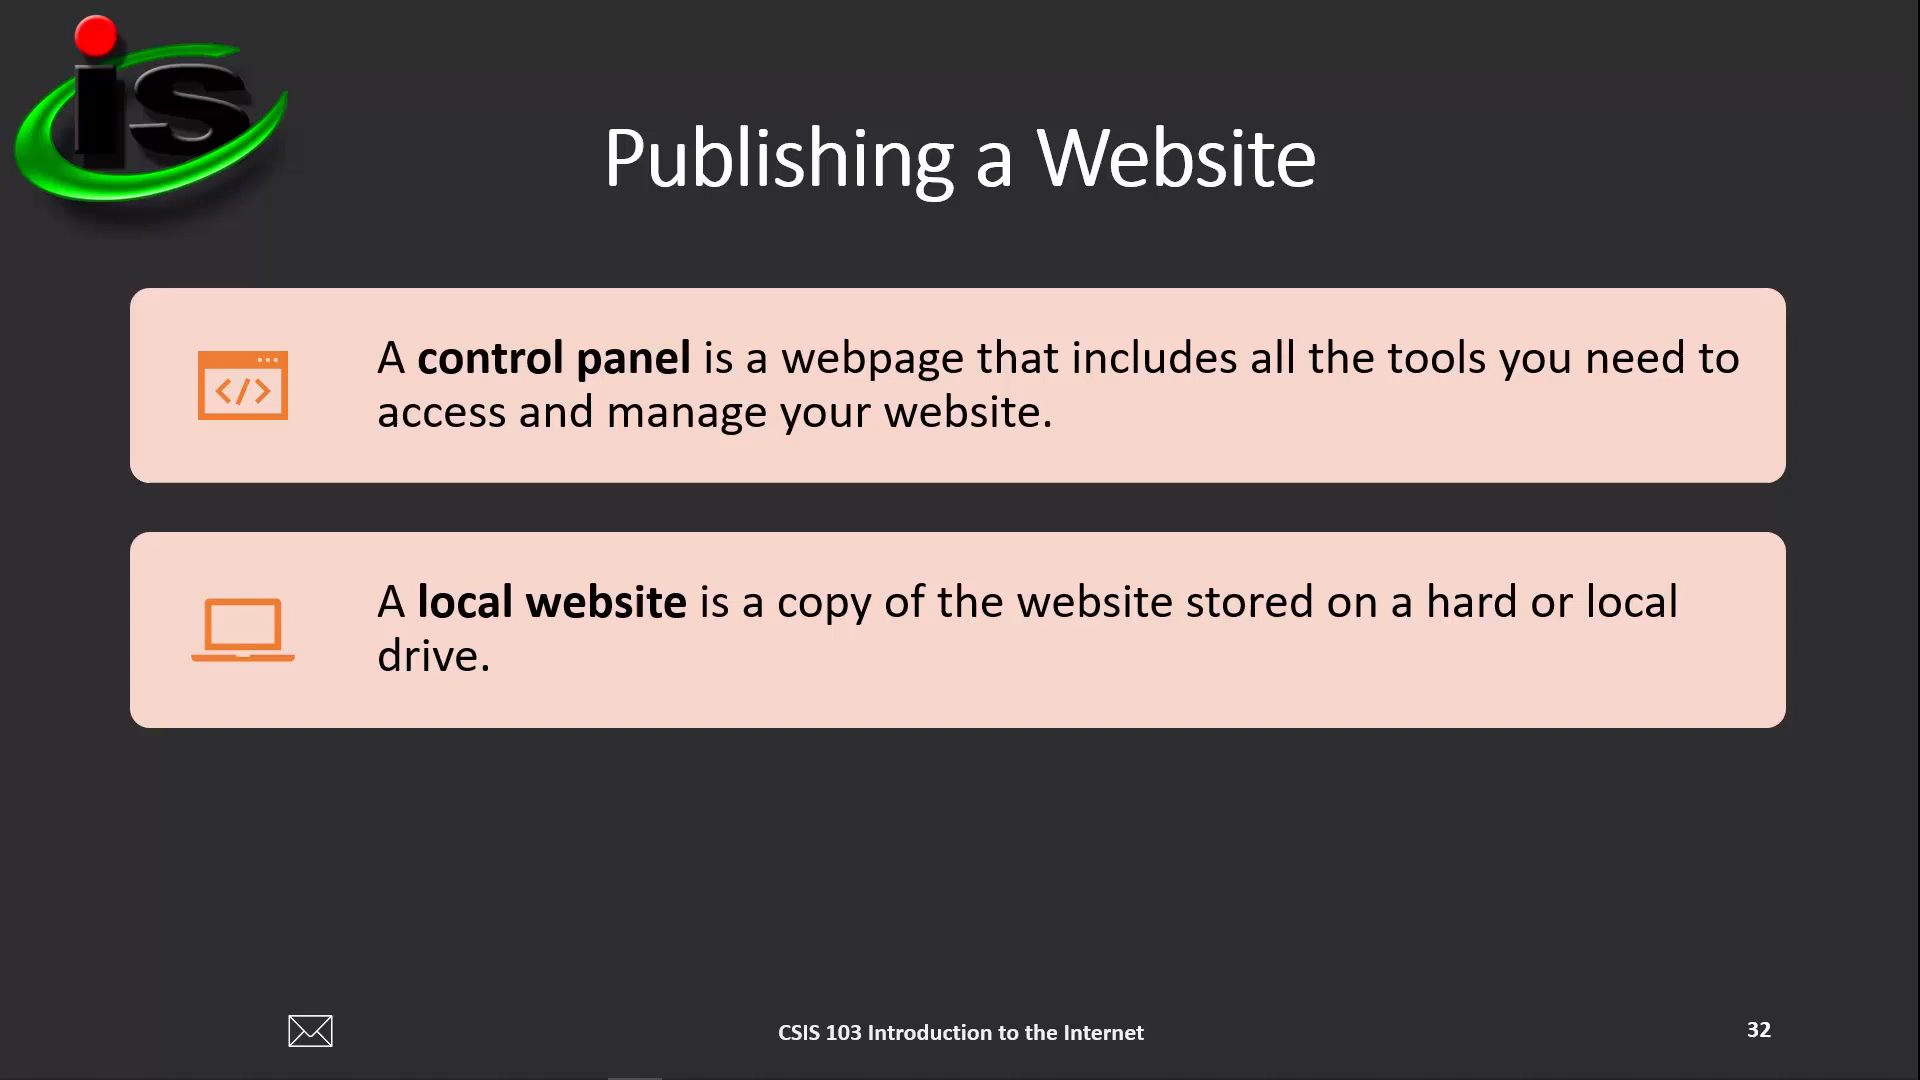 is
Publishing a Website
</>
A control panel is a webpage that includes all the tools you need to
access and manage your website.
A local website is a copy of the website stored on a hard or local
drive.
CSIS 103 Introduction to the Internet
32